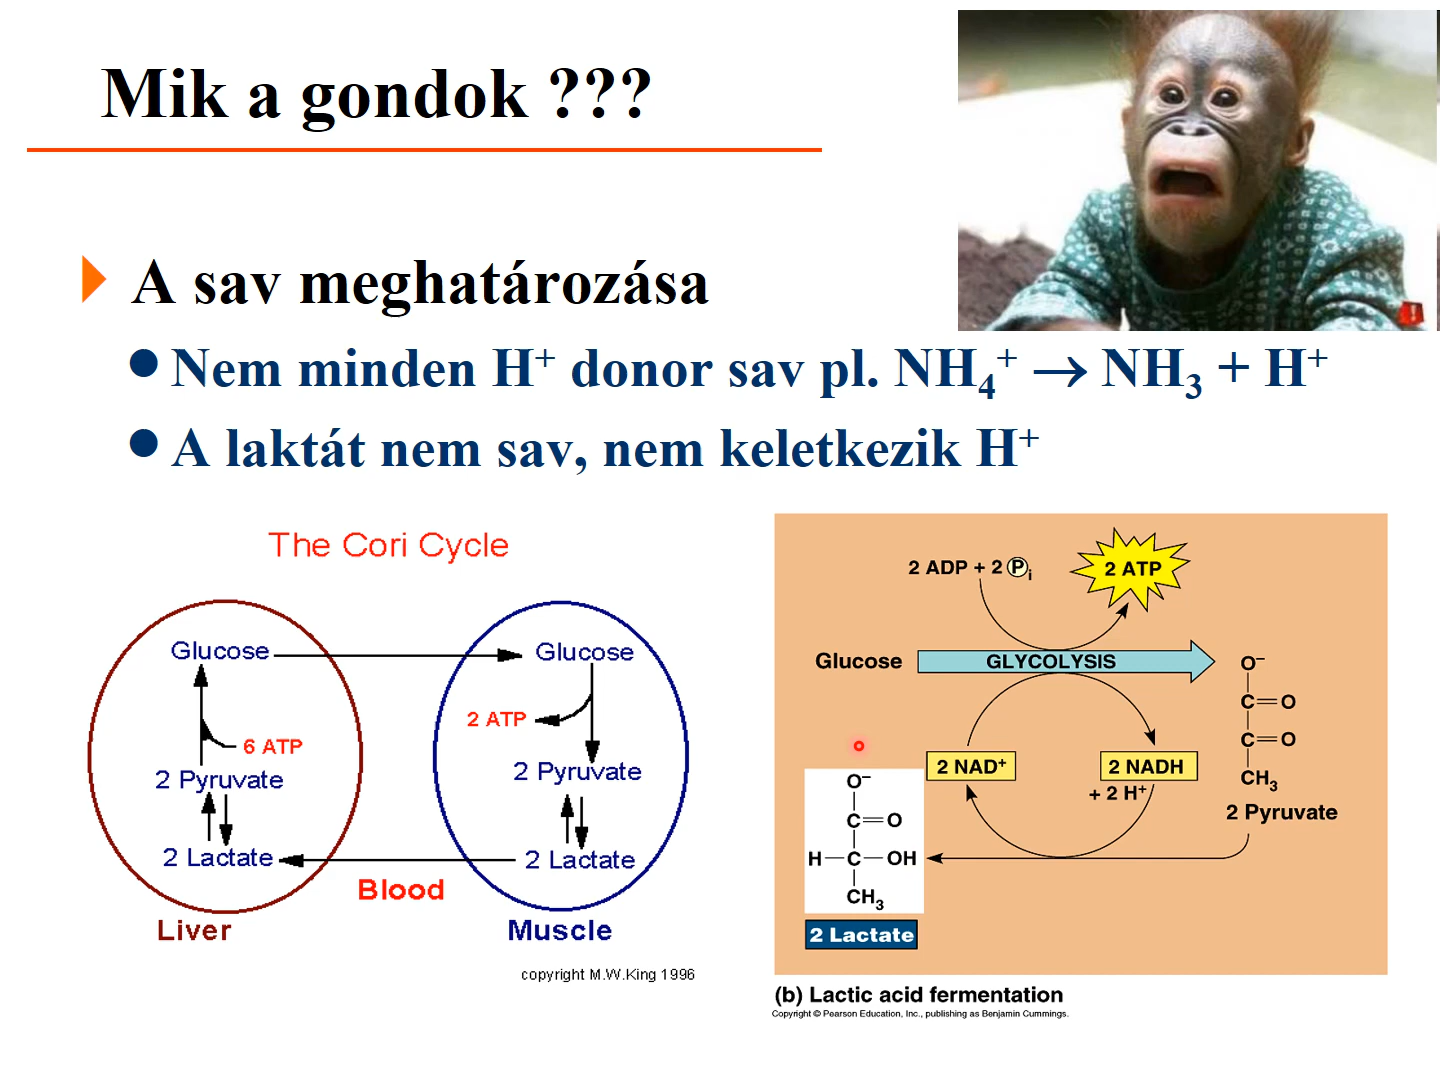 Mik a gondok ???
A sav meghatározása
Nem minden H⁺ donor sav pl. NH₄⁺ → NH₃ + H⁺
A laktát nem sav, nem keletkezik H⁺
The Cori Cycle
Glucose
Glucose
2 ATP
6 ATP
2 Pyruvate
2 Pyruvate
2 Lactate
2 Lactate
Blood
Liver
Muscle
copyright M.W.King 1996
2 ADP + 2 Pi
2 ATP
Glucose
GLYCOLYSIS
O⁻
C=O
C=O
CH₃
2 Pyruvate
2 NAD⁺
2 NADH
+ 2 H⁺
O⁻
C=O
H—C—OH
CH₃
2 Lactate
(b) Lactic acid fermentation
Copyright © Pearson Education, Inc., publishing as Benjamin Cummings.